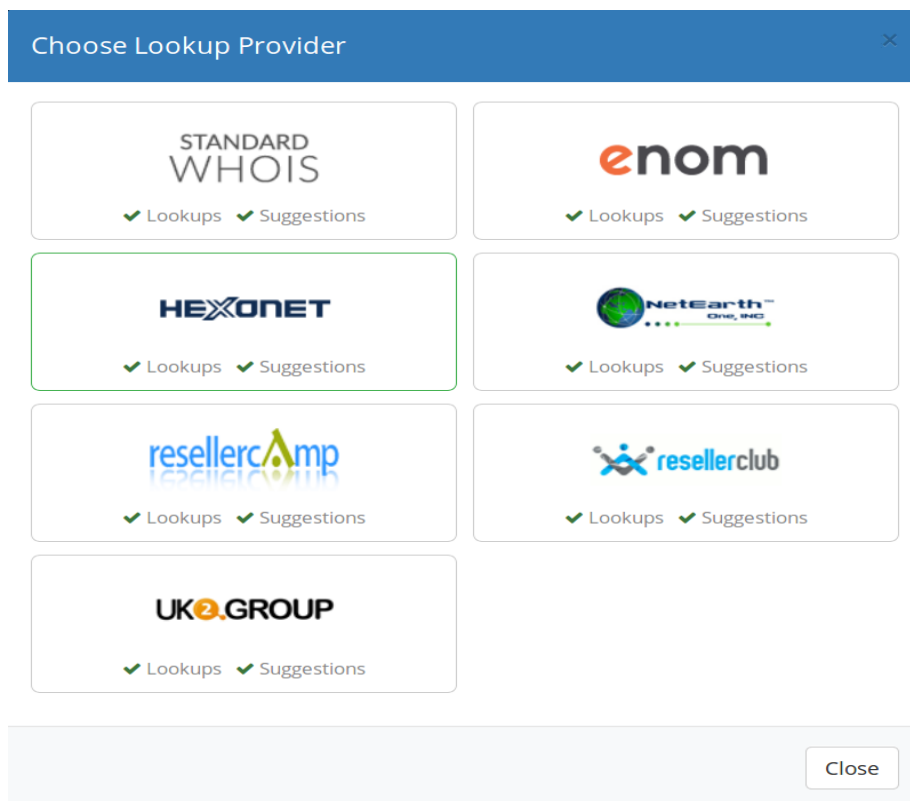 Choose Lookup Provider
×
STANDARD
WHOIS
✔ Lookups ✔ Suggestions
enom
✔ Lookups ✔ Suggestions
HEXONET
✔ Lookups ✔ Suggestions
NetEarth™
One, INC
✔ Lookups ✔ Suggestions
resellercamp
✔ Lookups ✔ Suggestions
resellerclub
✔ Lookups ✔ Suggestions
UK2.GROUP
✔ Lookups ✔ Suggestions
Close